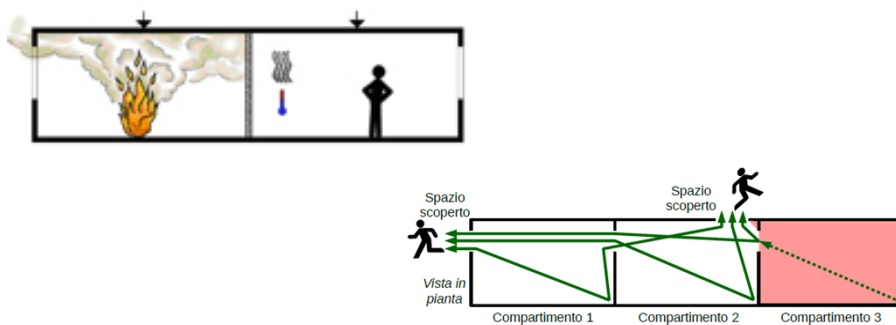 Spazio
scoperto
Spazio
scoperto
Vista in
pianta
Compartimento 1
Compartimento 2
Compartimento 3